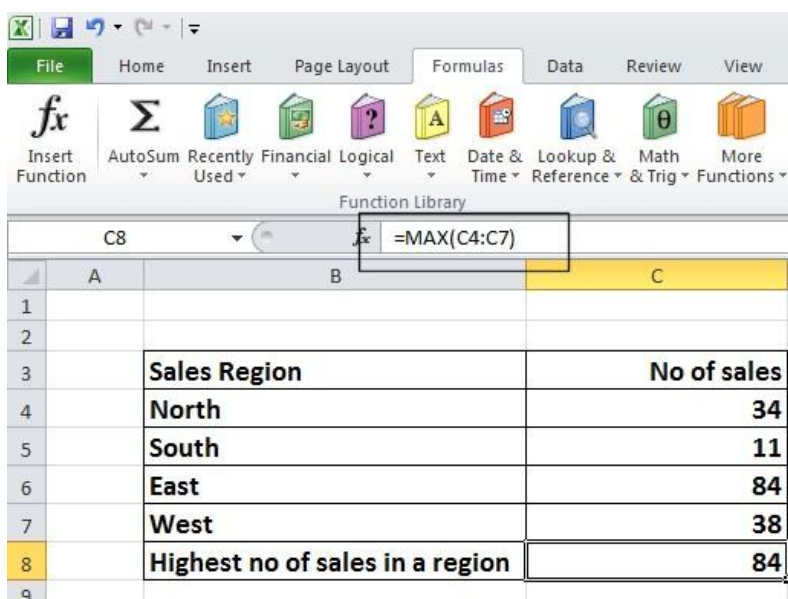 File Home Insert Page Layout Formulas Data Review View
fx Σ ? A θ
Insert AutoSum Recently Financial Logical Text Date & Lookup & Math More
Function Used Time Reference & Trig Functions
Function Library
C8 fx =MAX(C4:C7)
A B C
1
2
3 Sales Region No of sales
4 North 34
5 South 11
6 East 84
7 West 38
8 Highest no of sales in a region 84
9